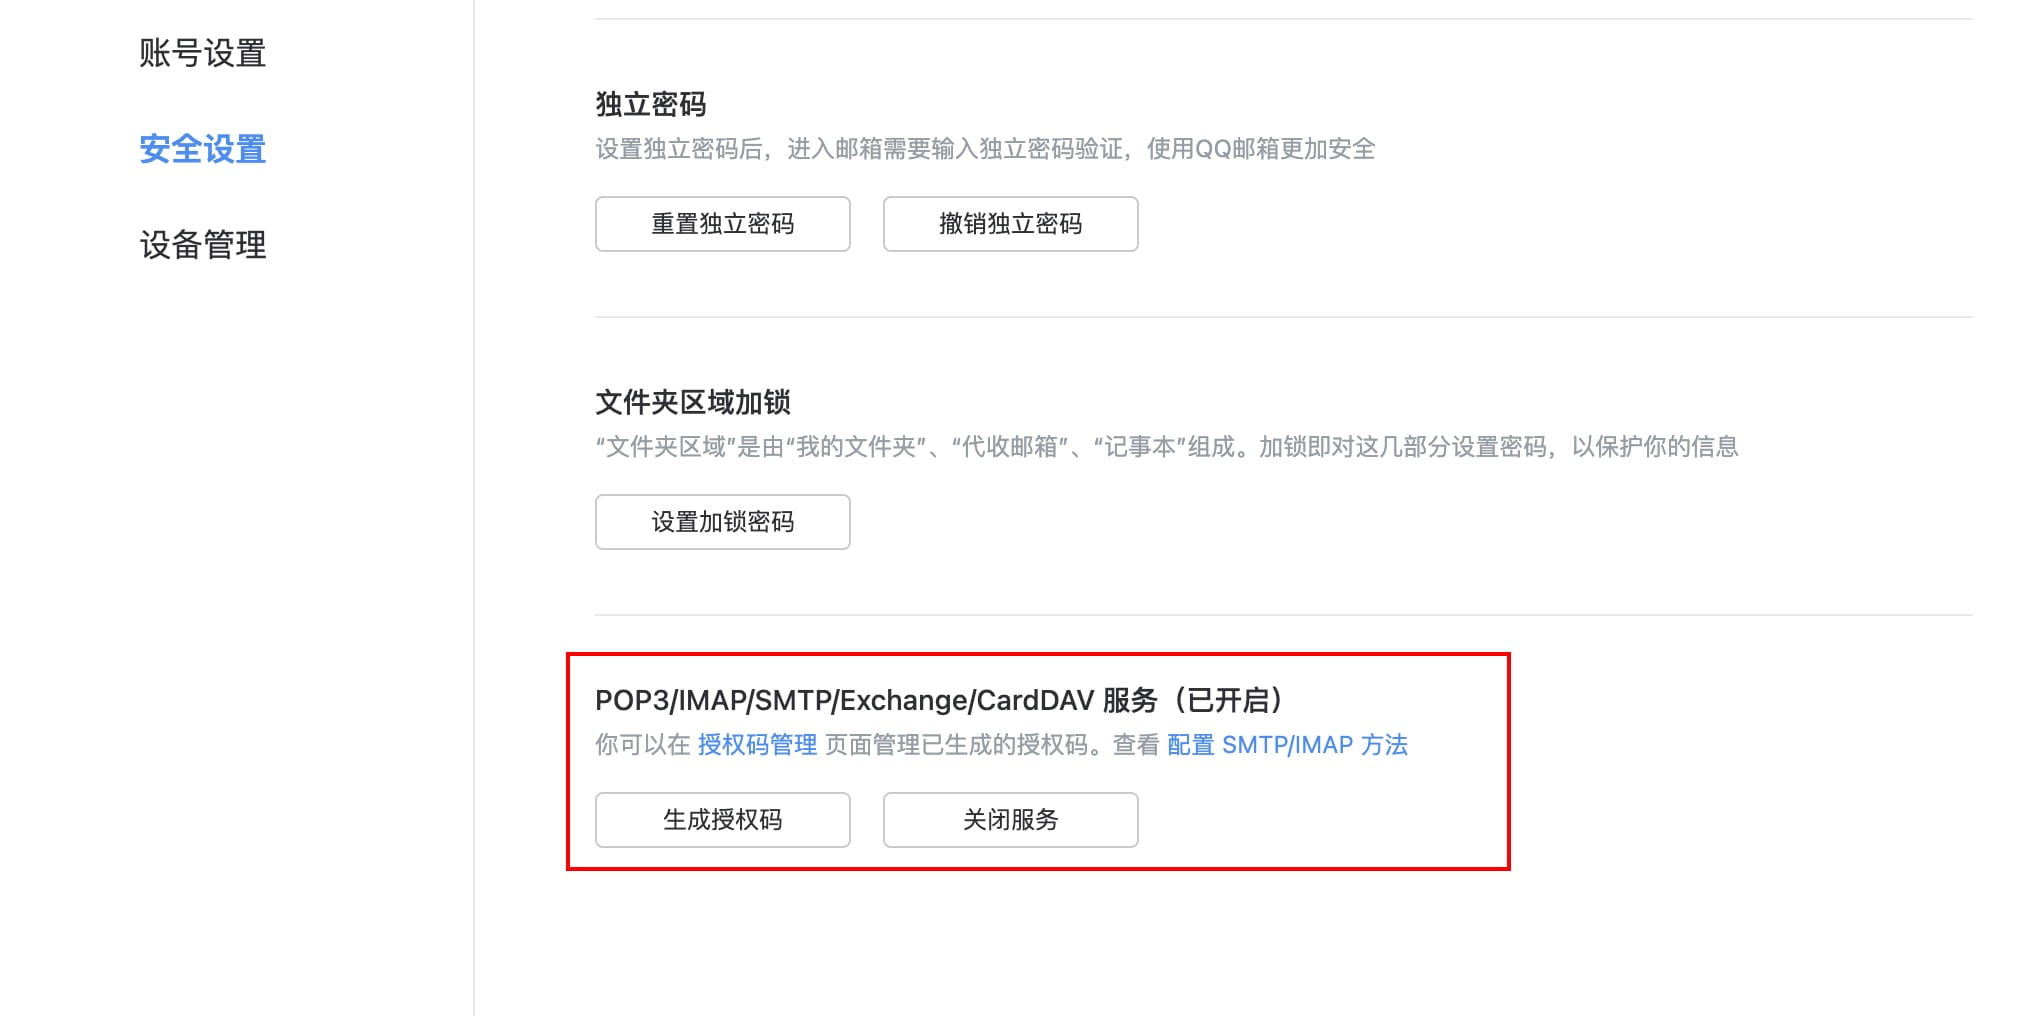 账号设置
安全设置
设备管理
独立密码
设置独立密码后，进入邮箱需要输入独立密码验证，使用QQ邮箱更加安全
重置独立密码
撤销独立密码
文件夹区域加锁
“文件夹区域”是由“我的文件夹”、“代收邮箱”、“记事本”组成。加锁即对这几部分设置密码，以保护你的信息
设置加锁密码
POP3/IMAP/SMTP/Exchange/CardDAV 服务（已开启）
你可以在 授权码管理 页面管理已生成的授权码。查看 配置 SMTP/IMAP 方法
生成授权码
关闭服务